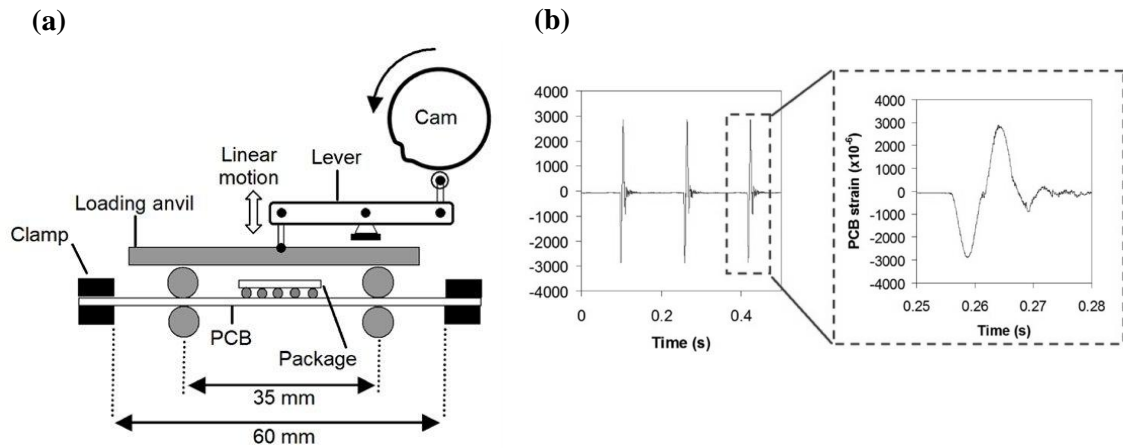 (a)
Cam
Linear
motion
Lever
Loading anvil
Clamp
PCB
Package
35 mm
60 mm
(b)
4000
3000
2000
1000
0
-1000
-2000
-3000
-4000
0
0.2
0.4
Time (s)
PCB strain (x10-6)
4000
3000
2000
1000
0
-1000
-2000
-3000
-4000
0.25
0.26
0.27
0.28
Time (s)